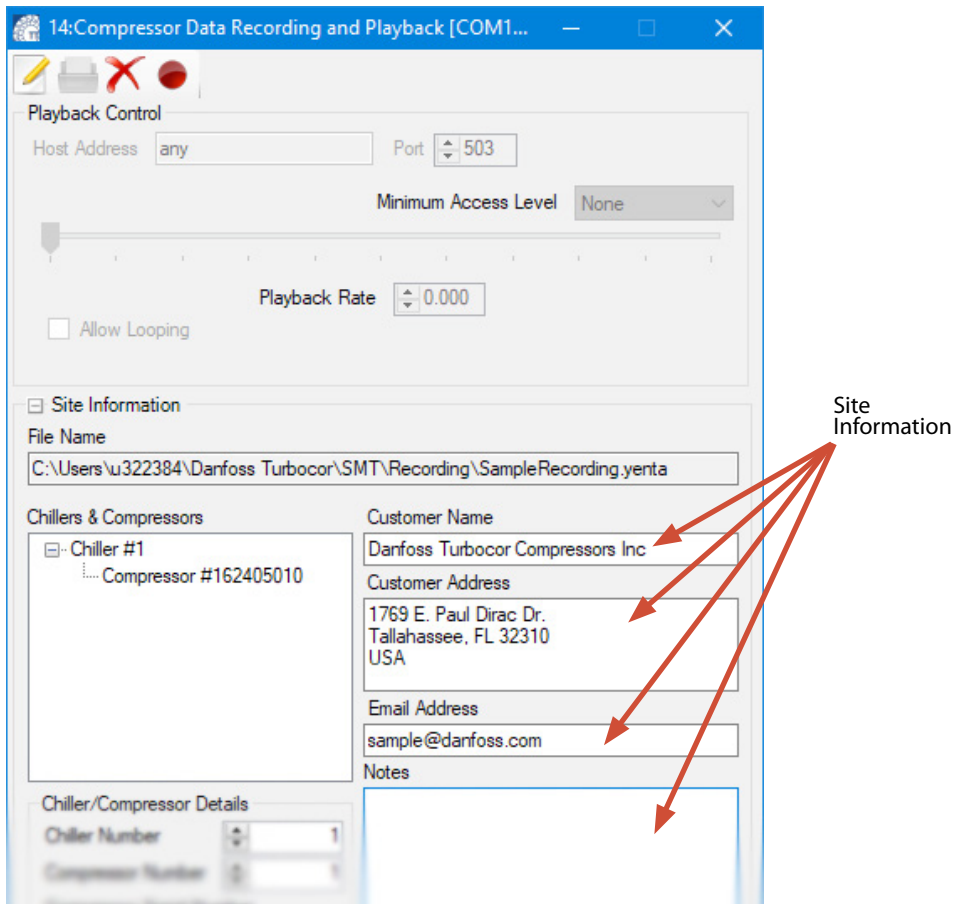 14:Compressor Data Recording and Playback [COM1...
Playback Control
Host Address any Port 503
Minimum Access Level None
Playback Rate 0.000
Allow Looping
Site Information
File Name
C:\Users\u322384\Danfoss Turbocor\SMT\Recording\SampleRecording.yenta
Chillers & Compressors
Chiller #1
Compressor #162405010
Customer Name
Danfoss Turbocor Compressors Inc
Customer Address
1769 E. Paul Dirac Dr.
Tallahassee, FL 32310
USA
Email Address
sample@danfoss.com
Notes
Chiller/Compressor Details
Chiller Number 1
Compressor Number 1
Site
Information